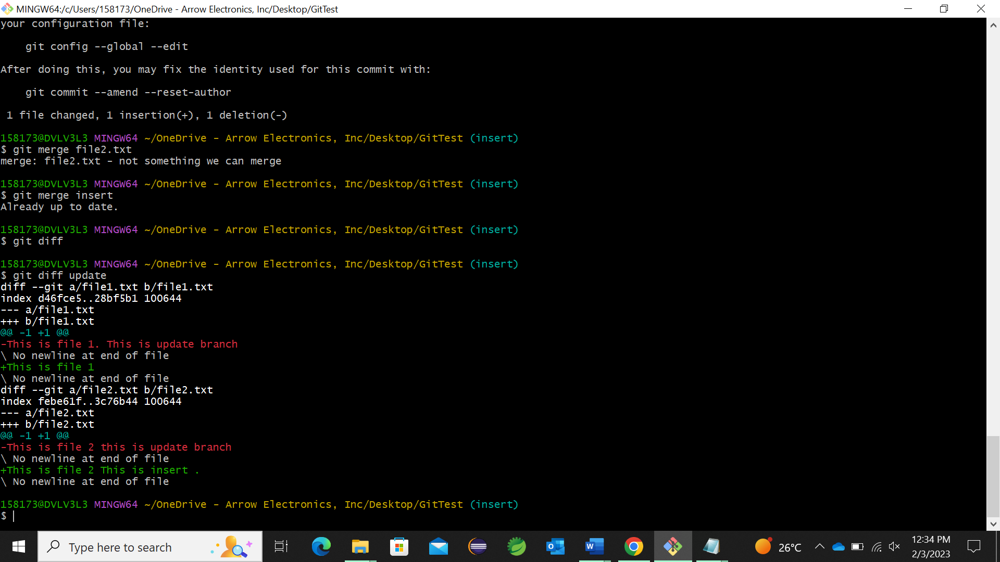 MINGW64:/c/Users/158173/OneDrive - Arrow Electronics, Inc/Desktop/GitTest
your configuration file:
    git config --global --edit
After doing this, you may fix the identity used for this commit with:
    git commit --amend --reset-author
 1 file changed, 1 insertion(+), 1 deletion(-)
158173@DVLV3L3 MINGW64 ~/OneDrive - Arrow Electronics, Inc/Desktop/GitTest (insert)
$ git merge file2.txt
merge: file2.txt - not something we can merge
158173@DVLV3L3 MINGW64 ~/OneDrive - Arrow Electronics, Inc/Desktop/GitTest (insert)
$ git merge insert
Already up to date.
158173@DVLV3L3 MINGW64 ~/OneDrive - Arrow Electronics, Inc/Desktop/GitTest (insert)
$ git diff
158173@DVLV3L3 MINGW64 ~/OneDrive - Arrow Electronics, Inc/Desktop/GitTest (insert)
$ git diff update
diff --git a/file1.txt b/file1.txt
index d46fce5..28bf5b1 100644
--- a/file1.txt
+++ b/file1.txt
@@ -1 +1 @@
-This is file 1. This is update branch
\ No newline at end of file
+This is file 1
\ No newline at end of file
diff --git a/file2.txt b/file2.txt
index febe61f..3c76b44 100644
--- a/file2.txt
+++ b/file2.txt
@@ -1 +1 @@
-This is file 2 this is update branch
\ No newline at end of file
+This is file 2 This is insert .
\ No newline at end of file
158173@DVLV3L3 MINGW64 ~/OneDrive - Arrow Electronics, Inc/Desktop/GitTest (insert)
$
Type here to search
26°C
12:34 PM
2/3/2023